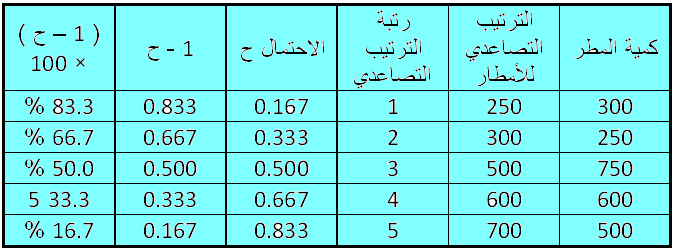 كمية المطر | الترتيب التصاعدي للأمطار | رتبة الترتيب التصاعدي | الاحتمال ح | 1 - ح | ( 1 – ح ) × 100
300 | 250 | 1 | 0.167 | 0.833 | % 83.3
250 | 300 | 2 | 0.333 | 0.667 | % 66.7
750 | 500 | 3 | 0.500 | 0.500 | % 50.0
600 | 600 | 4 | 0.667 | 0.333 | 5 33.3
500 | 700 | 5 | 0.833 | 0.167 | % 16.7